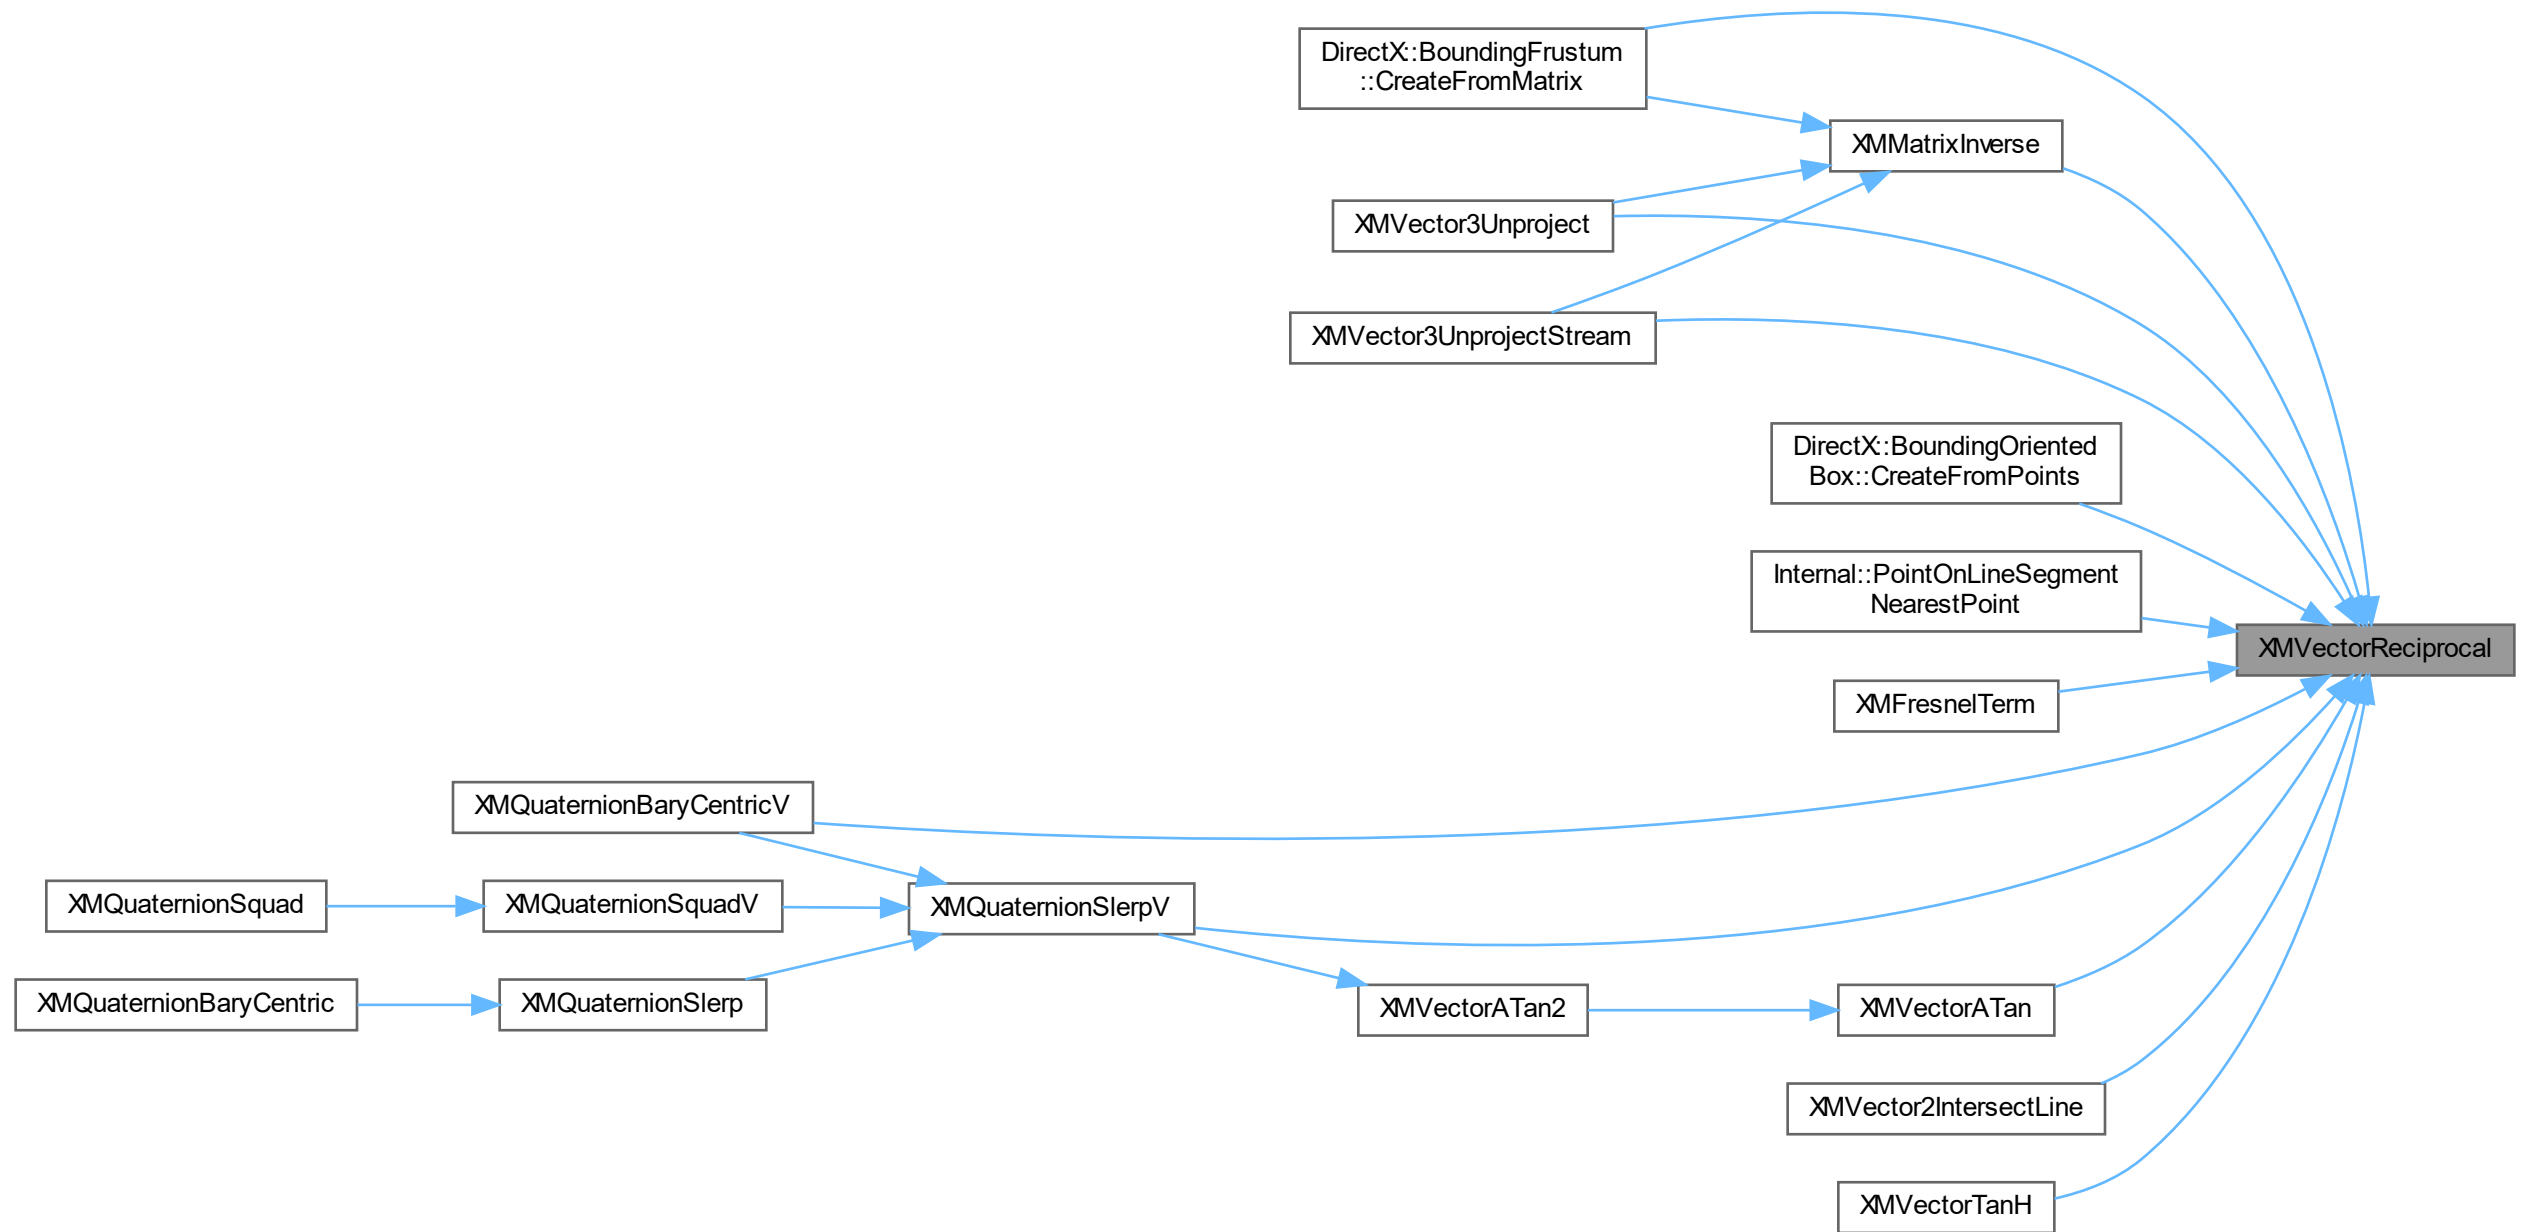 DirectX::BoundingFrustum
::CreateFromMatrix
XMMatrixInverse
XMVector3Unproject
XMVector3UnprojectStream
DirectX::BoundingOriented
Box::CreateFromPoints
Internal::PointOnLineSegment
NearestPoint
XMVectorReciprocal
XMFresnelTerm
XMQuaternionBaryCentricV
XMQuaternionSquad
XMQuaternionSquadV
XMQuaternionSlerpV
XMQuaternionBaryCentric
XMQuaternionSlerp
XMVectorATan2
XMVectorATan
XMVector2IntersectLine
XMVectorTanH